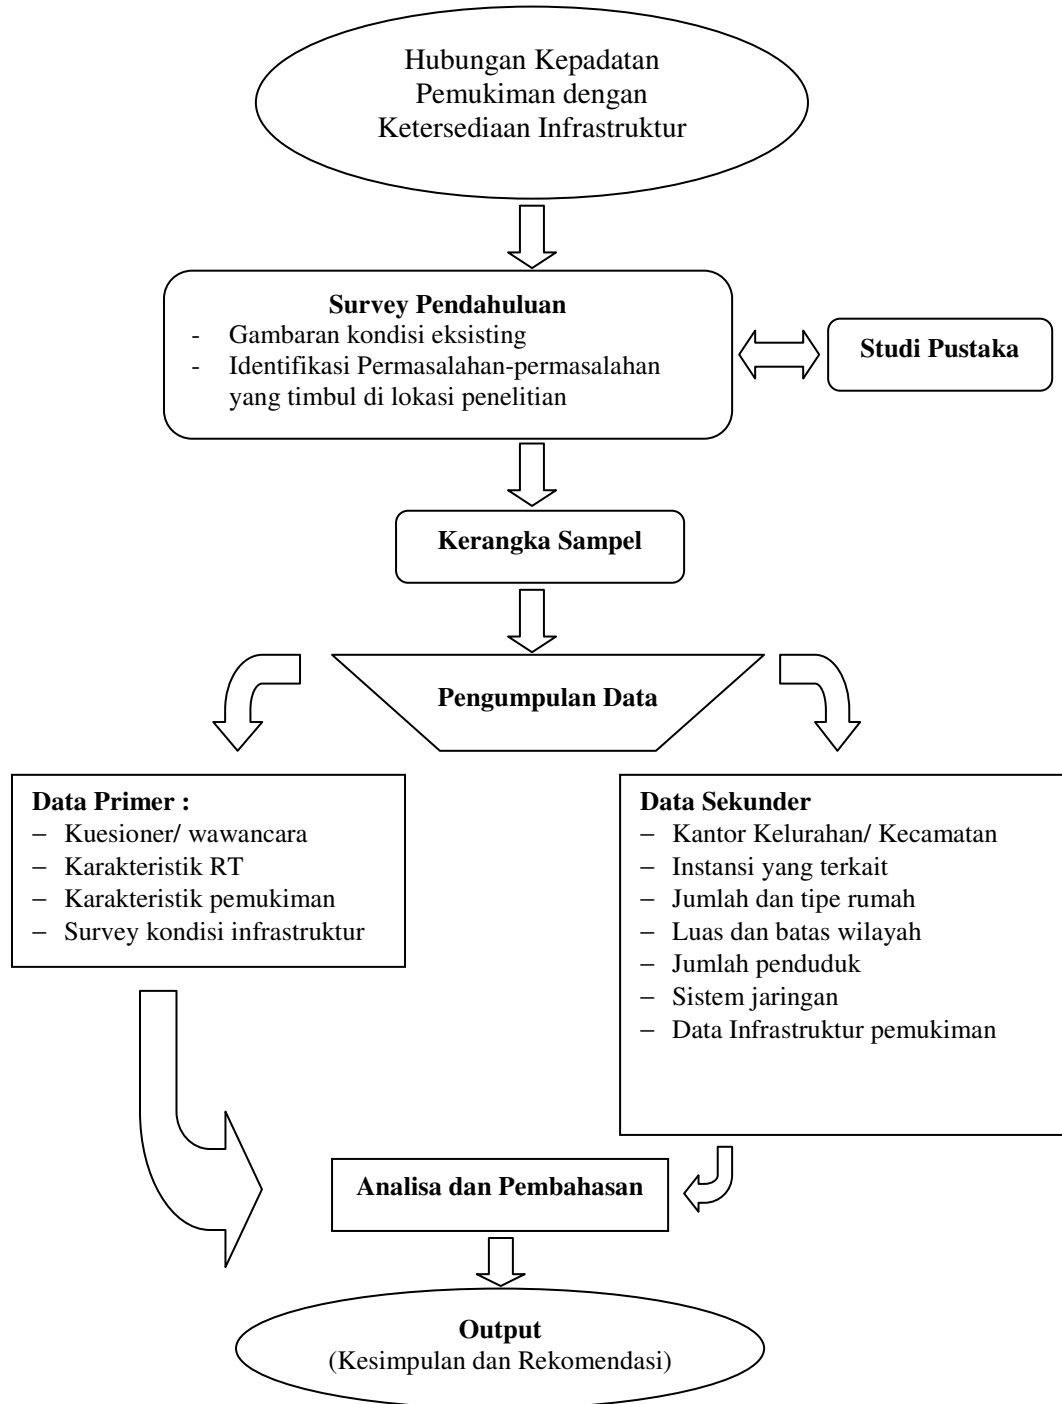 Hubungan Kepadatan
Pemukiman dengan
Ketersediaan Infrastruktur
Survey Pendahuluan
- Gambaran kondisi eksisting
- Identifikasi Permasalahan-permasalahan
yang timbul di lokasi penelitian
Studi Pustaka
Kerangka Sampel
Pengumpulan Data
Data Primer :
– Kuesioner/ wawancara
– Karakteristik RT
– Karakteristik pemukiman
– Survey kondisi infrastruktur
Data Sekunder
– Kantor Kelurahan/ Kecamatan
– Instansi yang terkait
– Jumlah dan tipe rumah
– Luas dan batas wilayah
– Jumlah penduduk
– Sistem jaringan
– Data Infrastruktur pemukiman
Analisa dan Pembahasan
Output
(Kesimpulan dan Rekomendasi)